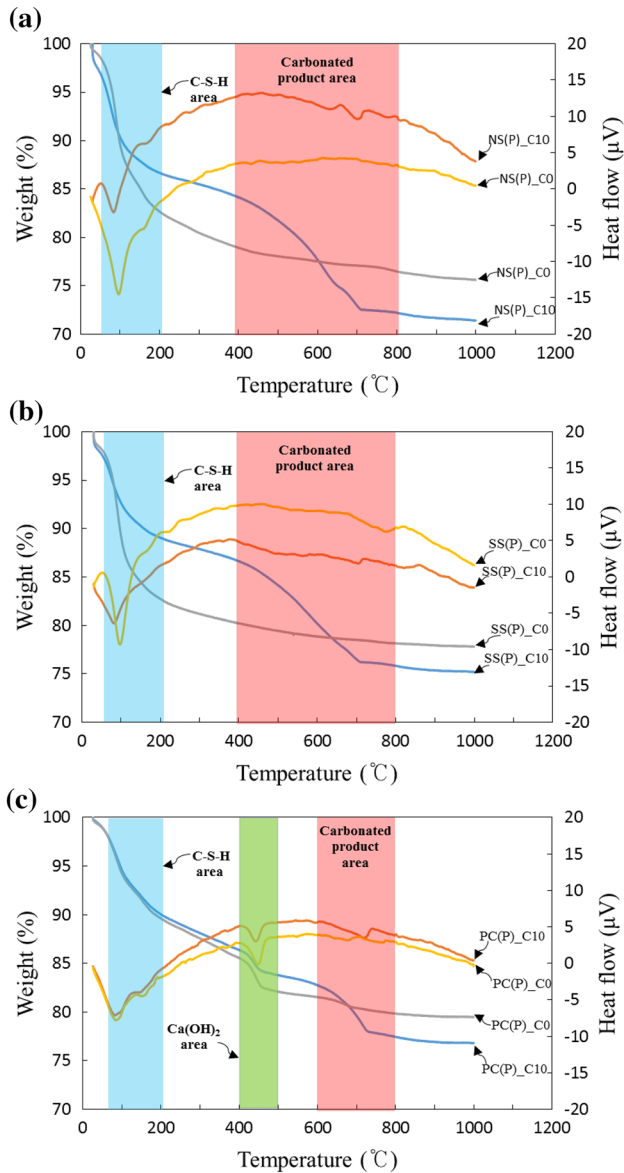 (a)
100
95
90
85
80
75
70
Weight (%)
20
15
10
5
0
-5
-10
-15
-20
Heat flow (μV)
C-S-H
area
Carbonated
product area
NS(P)_C10
NS(P)_C0
NS(P)_C0
NS(P)_C10
0 200 400 600 800 1000 1200
Temperature (℃)
(b)
100
95
90
85
80
75
70
Weight (%)
20
15
10
5
0
-5
-10
-15
-20
Heat flow (μV)
C-S-H
area
Carbonated
product area
SS(P)_C0
SS(P)_C10
SS(P)_C0
SS(P)_C10
0 200 400 600 800 1000 1200
Temperature (℃)
(c)
100
95
90
85
80
75
70
Weight (%)
20
15
10
5
0
-5
-10
-15
-20
Heat flow (μV)
C-S-H
area
Carbonated
product
area
Ca(OH)₂
area
PC(P)_C10
PC(P)_C0
PC(P)_C0
PC(P)_C10
0 200 400 600 800 1000 1200
Temperature (℃)